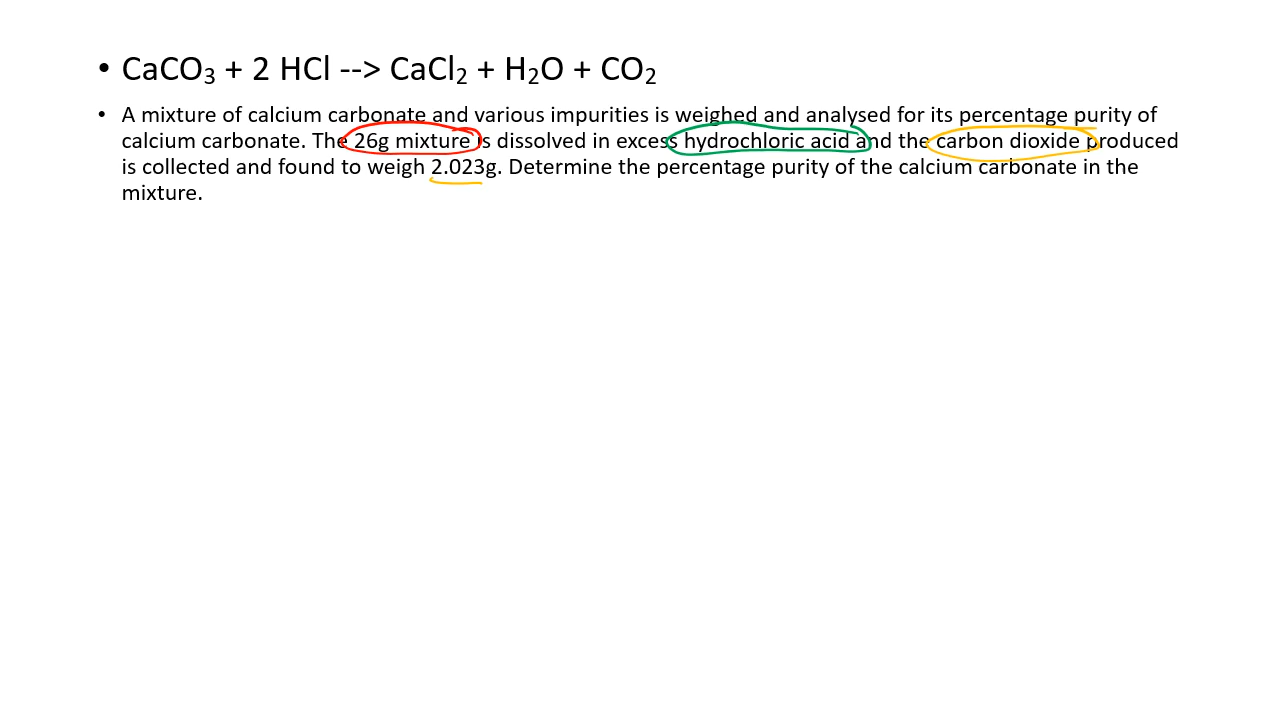 • CaCO₃ + 2 HCl --> CaCl₂ + H₂O + CO₂
• A mixture of calcium carbonate and various impurities is weighed and analysed for its percentage purity of
calcium carbonate. The 26g mixture is dissolved in excess hydrochloric acid and the carbon dioxide produced
is collected and found to weigh 2.023g. Determine the percentage purity of the calcium carbonate in the
mixture.